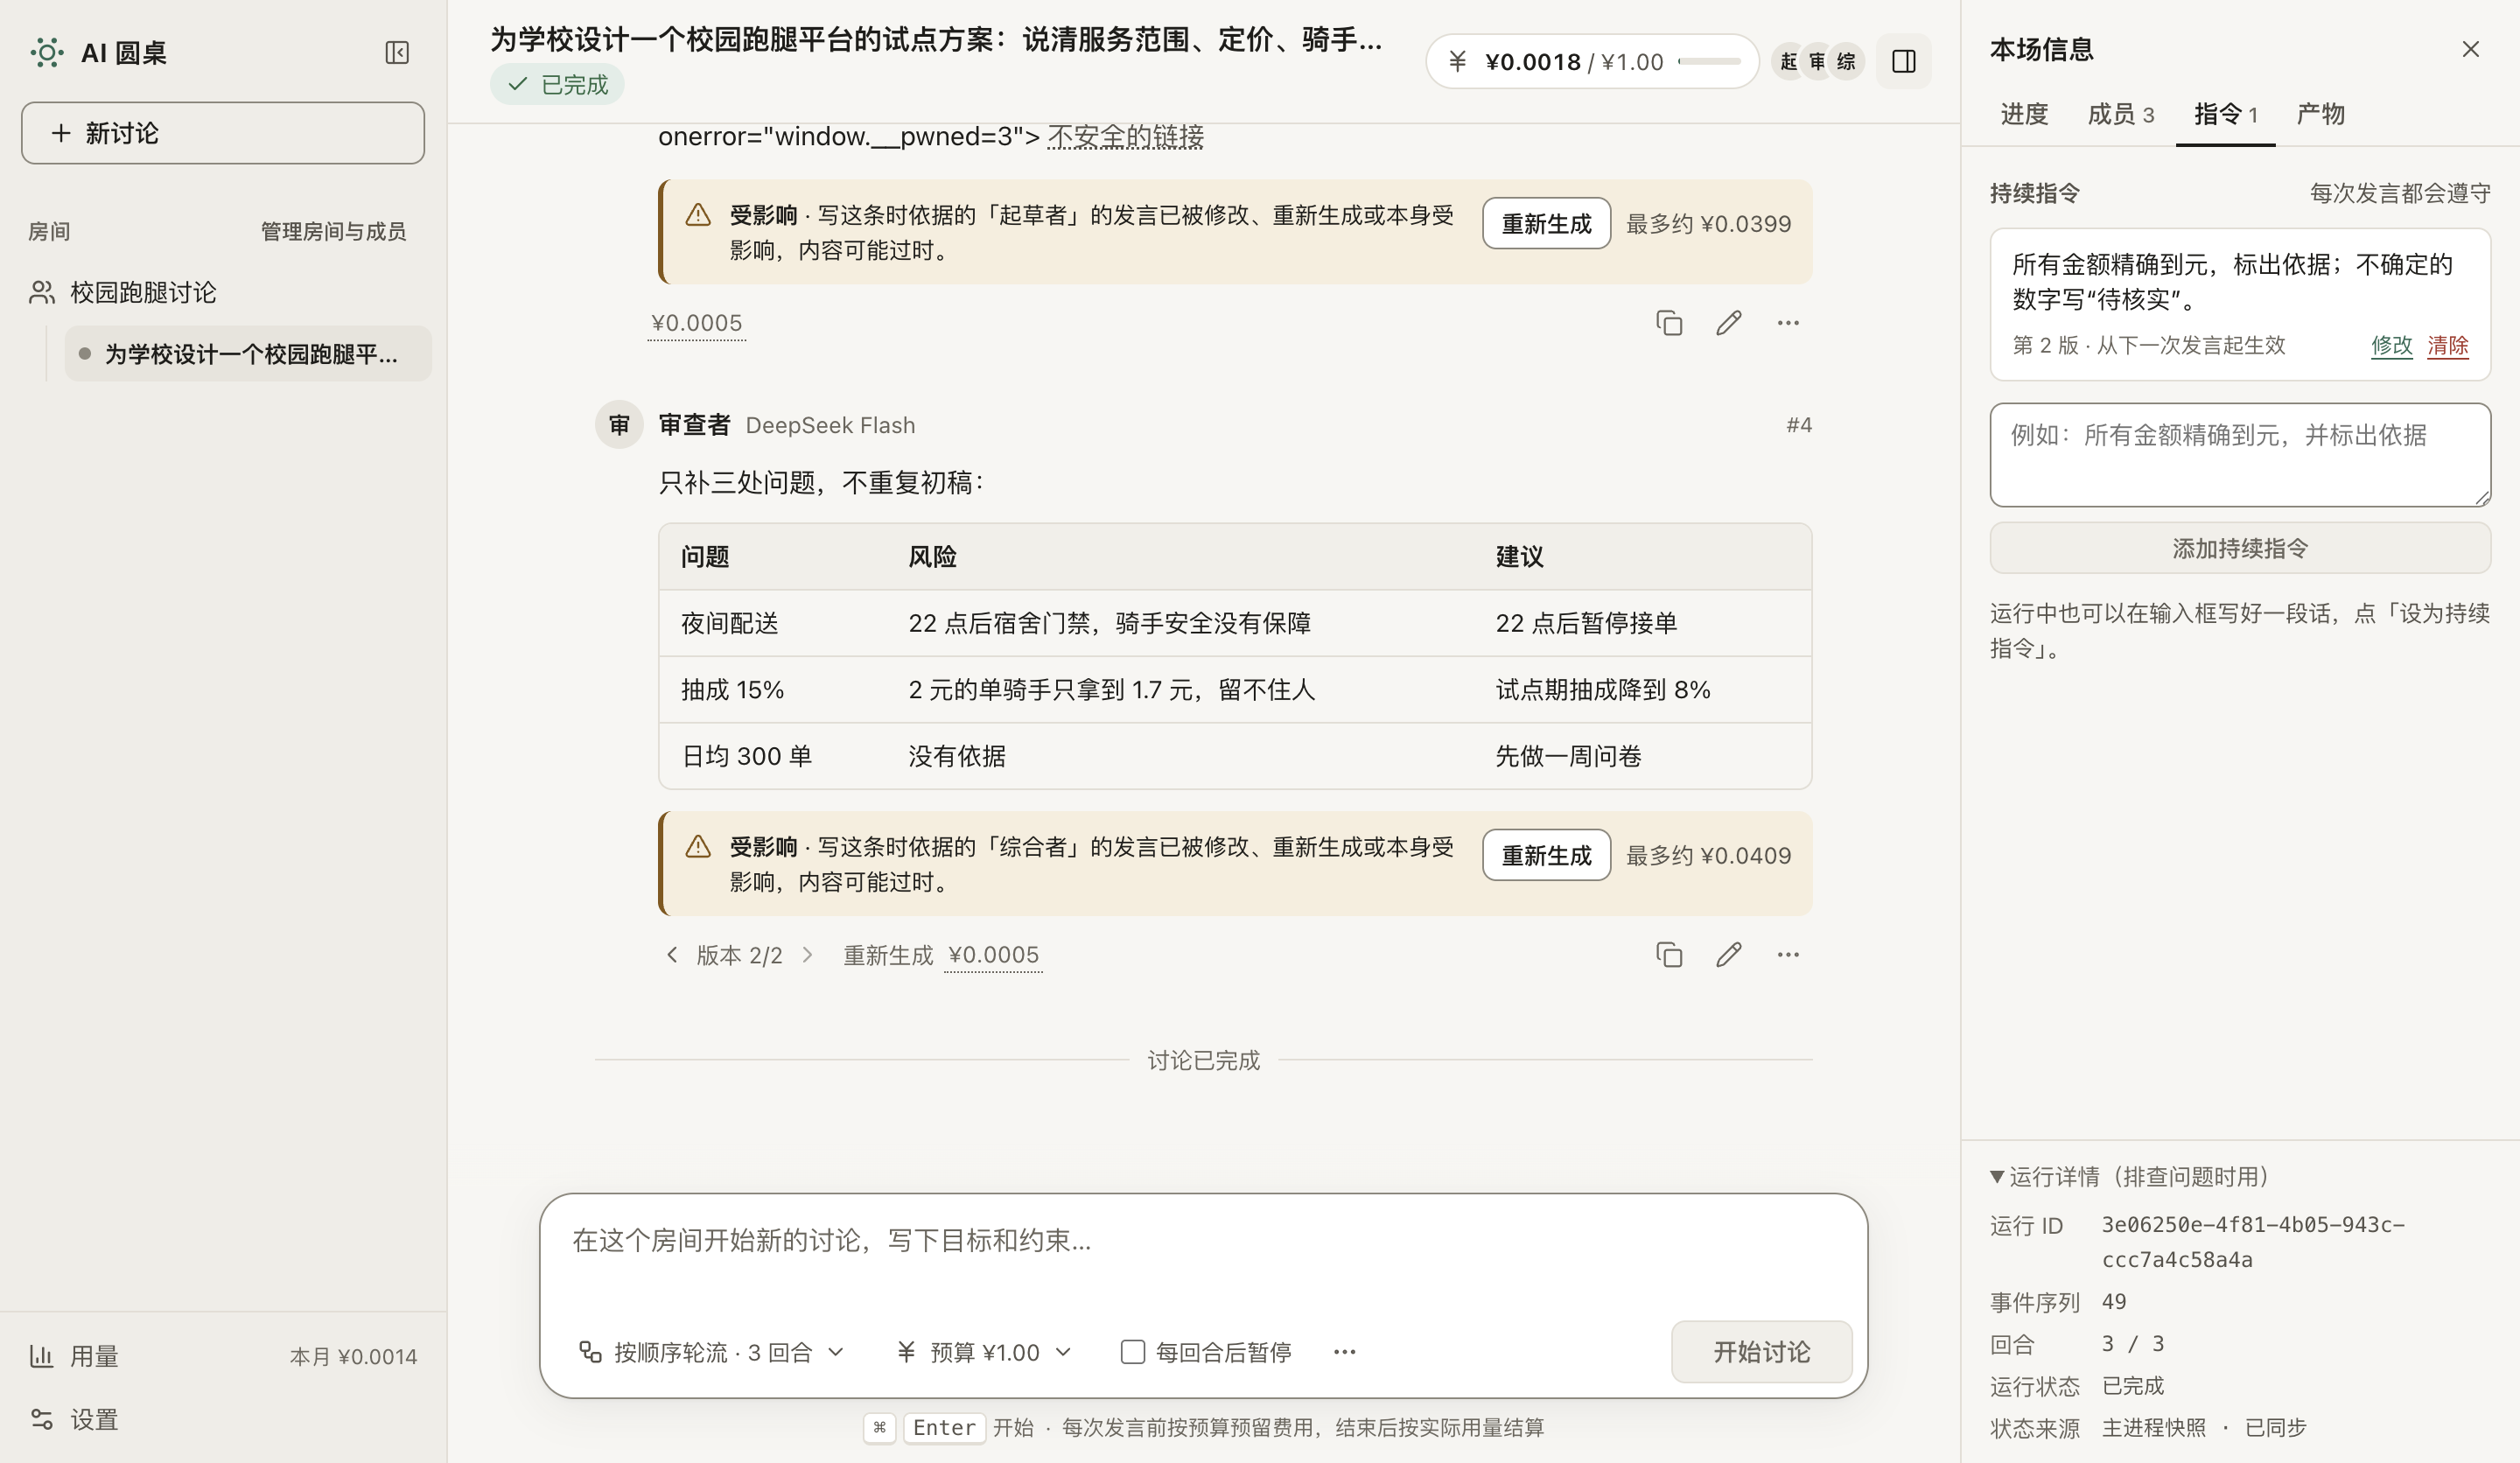 AI 圆桌
新讨论
房间 管理房间与成员
校园跑腿讨论
为学校设计一个校园跑腿平...
用量 本月 ¥0.0014
设置
为学校设计一个校园跑腿平台的试点方案：说清服务范围、定价、骑手...
已完成
¥0.0018 / ¥1.00
起 审 综
onerror="window.__pwned=3"> 不安全的链接
受影响 · 写这条时依据的「起草者」的发言已被修改、重新生成或本身受
影响，内容可能过时。
重新生成 最多约 ¥0.0399
¥0.0005
审 审查者 DeepSeek Flash #4
只补三处问题，不重复初稿：
问题 风险 建议
夜间配送 22 点后宿舍门禁，骑手安全没有保障 22 点后暂停接单
抽成 15% 2 元的单骑手只拿到 1.7 元，留不住人 试点期抽成降到 8%
日均 300 单 没有依据 先做一周问卷
受影响 · 写这条时依据的「综合者」的发言已被修改、重新生成或本身受
影响，内容可能过时。
重新生成 最多约 ¥0.0409
版本 2/2 重新生成 ¥0.0005
讨论已完成
在这个房间开始新的讨论，写下目标和约束...
按顺序轮流 · 3 回合 ¥ 预算 ¥1.00 每回合后暂停 开始讨论
⌘ Enter 开始 · 每次发言前按预算预留费用，结束后按实际用量结算
本场信息
进度 成员 3 指令 1 产物
持续指令 每次发言都会遵守
所有金额精确到元，标出依据；不确定的
数字写“待核实”。
第 2 版 · 从下一次发言起生效 修改 清除
例如：所有金额精确到元，并标出依据
添加持续指令
运行中也可以在输入框写好一段话，点「设为持续
指令」。
▼运行详情（排查问题时用）
运行 ID 3e06250e-4f81-4b05-943c-
ccc7a4c58a4a
事件序列 49
回合 3 / 3
运行状态 已完成
状态来源 主进程快照 · 已同步